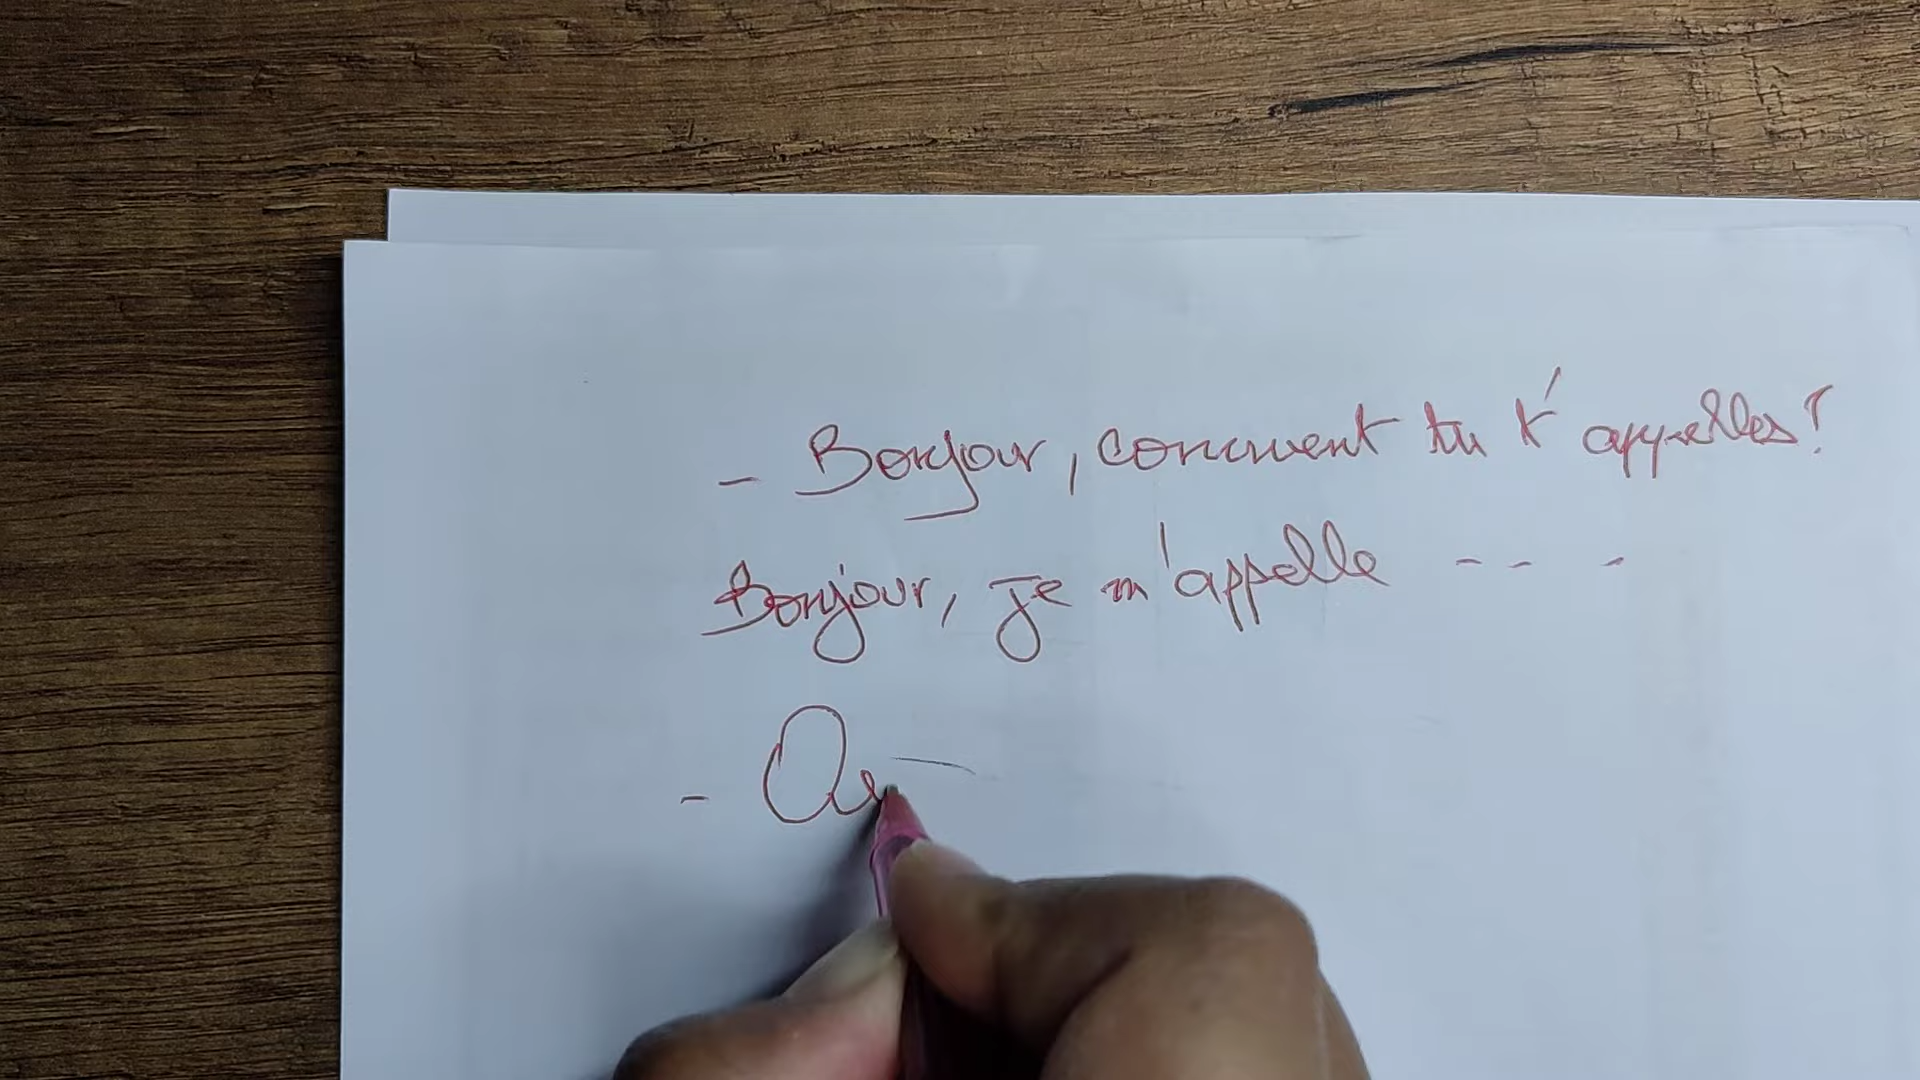 - Bonjour, comment tu t'appelles?
Bonjour, je m'appelle -- -
-